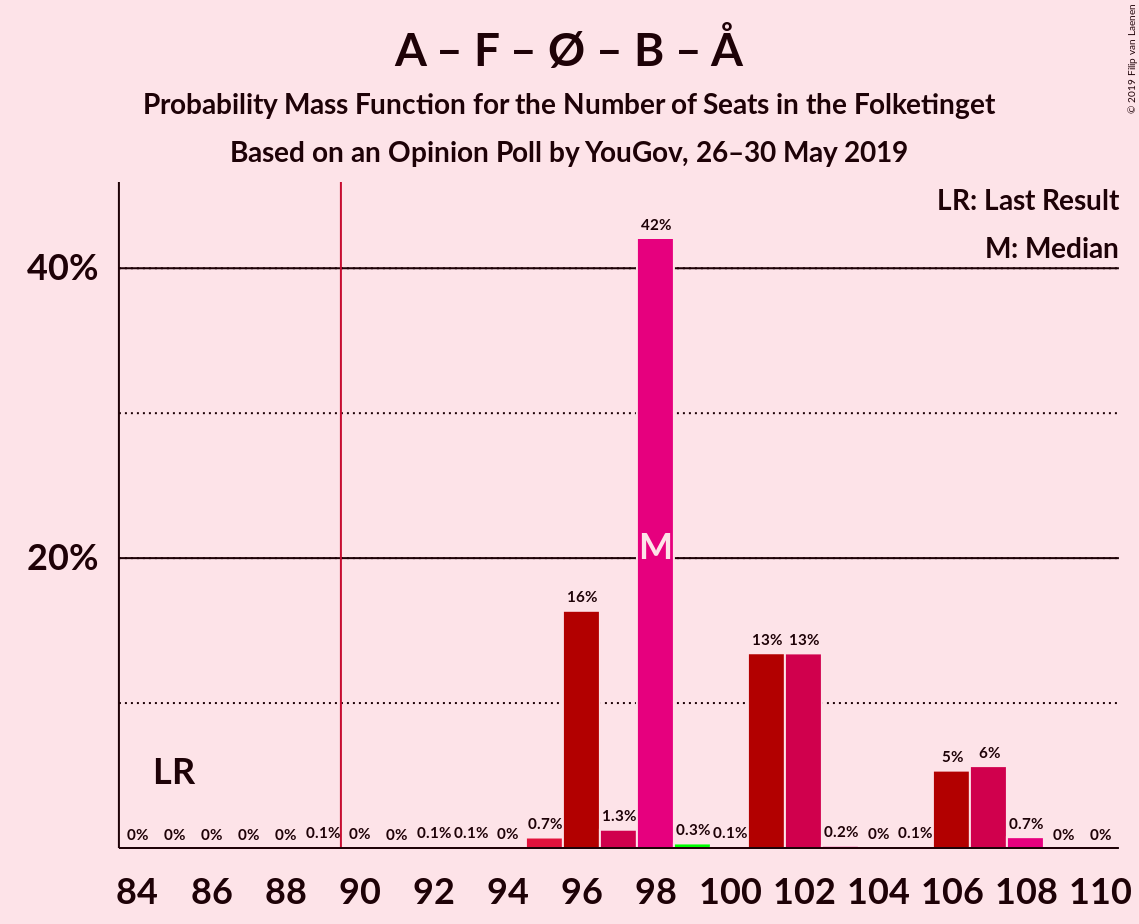 A – F – Ø – B – Å
Probability Mass Function for the Number of Seats in the Folketinget
Based on an Opinion Poll by YouGov, 26–30 May 2019
© 2019 Filip van Laenen
LR: Last Result
M: Median
40%
20%
42%
M
16%
13% 13%
LR
5% 6%
0% 0% 0% 0% 0% 0.1% 0% 0% 0.1% 0.1% 0% 0.7% 1.3% 0.3% 0.1% 0.2% 0% 0.1% 0.7% 0% 0%
84 86 88 90 92 94 96 98 100 102 104 106 108 110